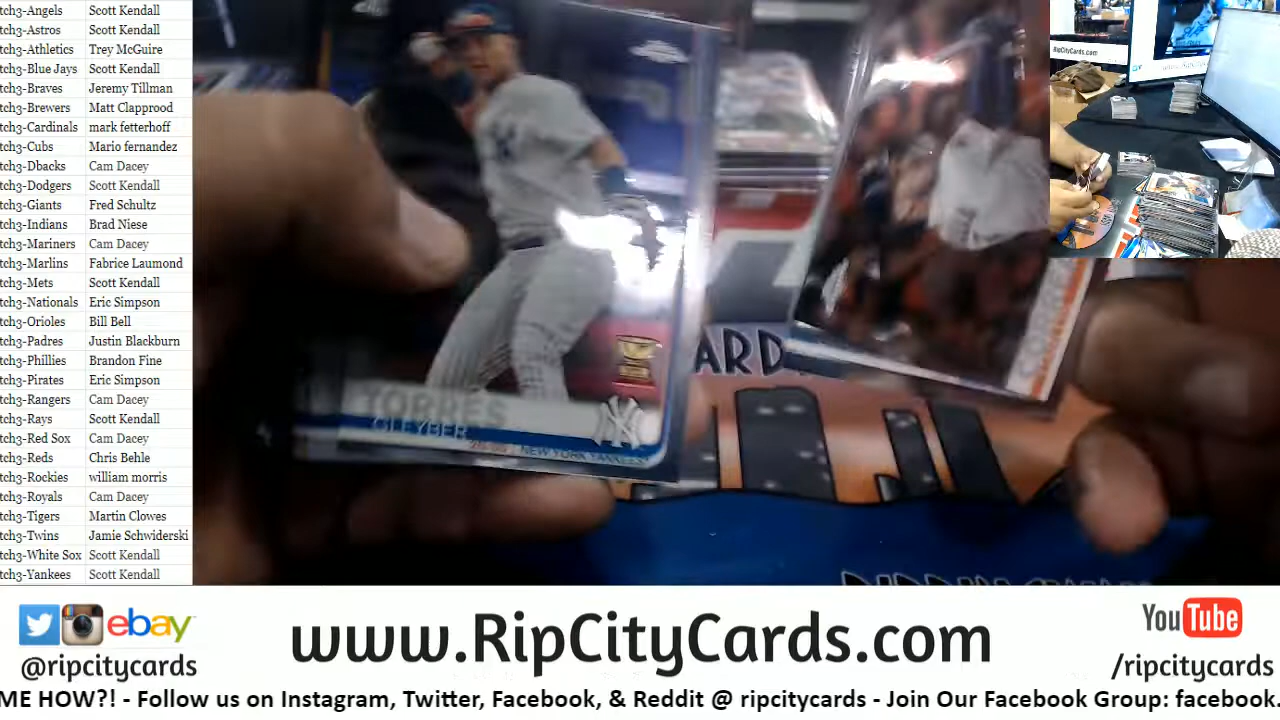 tch3-Angels Scott Kendall
tch3-Astros Scott Kendall
tch3-Athletics Trey McGuire
tch3-Blue Jays Scott Kendall
tch3-Braves Jeremy Tillman
tch3-Brewers Matt Clapprood
tch3-Cardinals mark fetterhoff
tch3-Cubs Mario fernandez
tch3-Dbacks Cam Dacey
tch3-Dodgers Scott Kendall
tch3-Giants Fred Schultz
tch3-Indians Brad Niese
tch3-Mariners Cam Dacey
tch3-Marlins Fabrice Laumond
tch3-Mets Scott Kendall
tch3-Nationals Eric Simpson
tch3-Orioles Bill Bell
tch3-Padres Justin Blackburn
tch3-Phillies Brandon Fine
tch3-Pirates Eric Simpson
tch3-Rangers Cam Dacey
tch3-Rays Scott Kendall
tch3-Red Sox Cam Dacey
tch3-Reds Chris Behle
tch3-Rockies william morris
tch3-Royals Cam Dacey
tch3-Tigers Martin Clowes
tch3-Twins Jamie Schwiderski
tch3-White Sox Scott Kendall
tch3-Yankees Scott Kendall
RipCityCards.com
ARD
TORRES
GLEYBER
NEW YORK YANKEES
NY
ebay
@ripcitycards
www.RipCityCards.com
YouTube
/ripcitycards
ME HOW?! - Follow us on Instagram, Twitter, Facebook, & Reddit @ ripcitycards - Join Our Facebook Group: facebook.